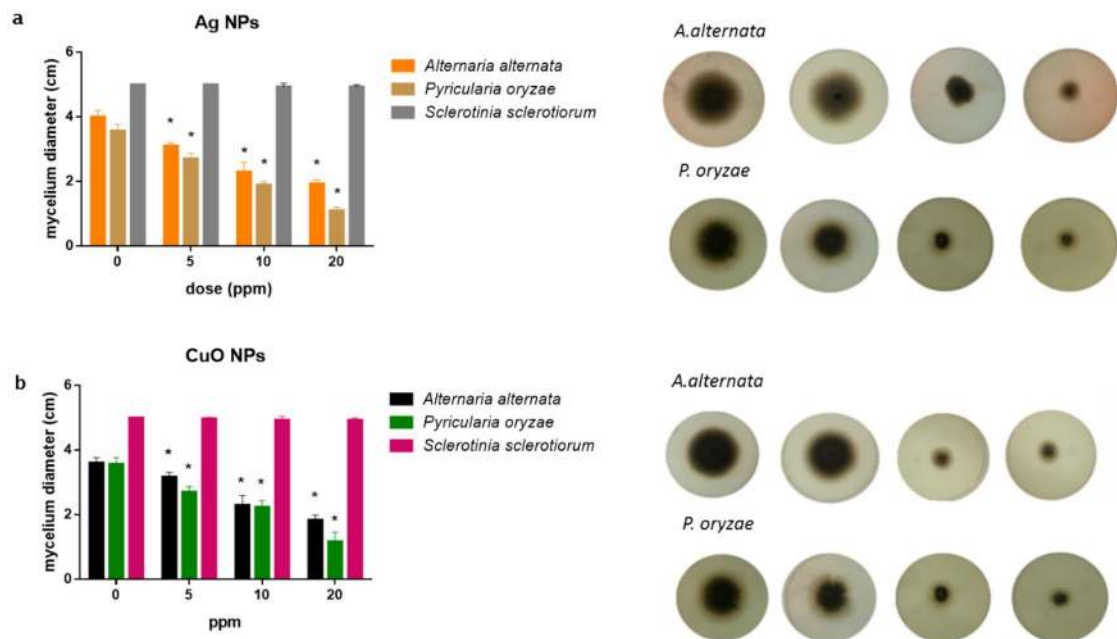 a
Ag NPs
6
4
2
0
mycelium diameter (cm)
0 5 10 20
dose (ppm)
* * * * * *
Alternaria alternata
Pyricularia oryzae
Sclerotinia sclerotiorum
A.alternata
P. oryzae
b
CuO NPs
6
4
2
0
mycelium diameter (cm)
0 5 10 20
ppm
* * * * * *
Alternaria alternata
Pyricularia oryzae
Sclerotinia sclerotiorum
A.alternata
P. oryzae